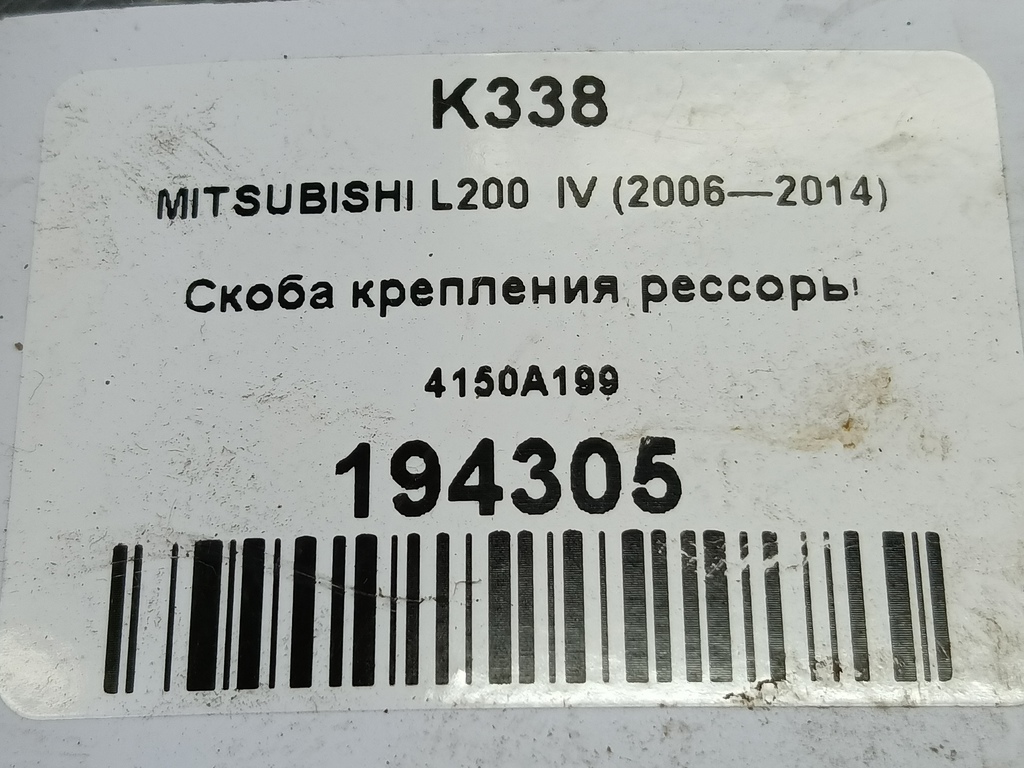 K338
MITSUBISHI L200 IV (2006—2014)
Скоба крепления рессоры
4150A199
194305